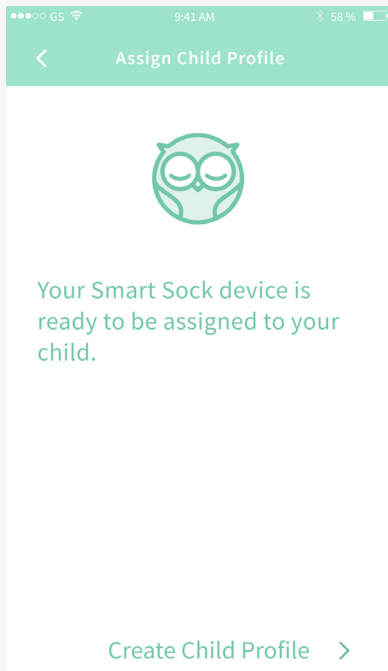 GS 9:41 AM 58 %
Assign Child Profile
Your Smart Sock device is
ready to be assigned to your
child.
Create Child Profile